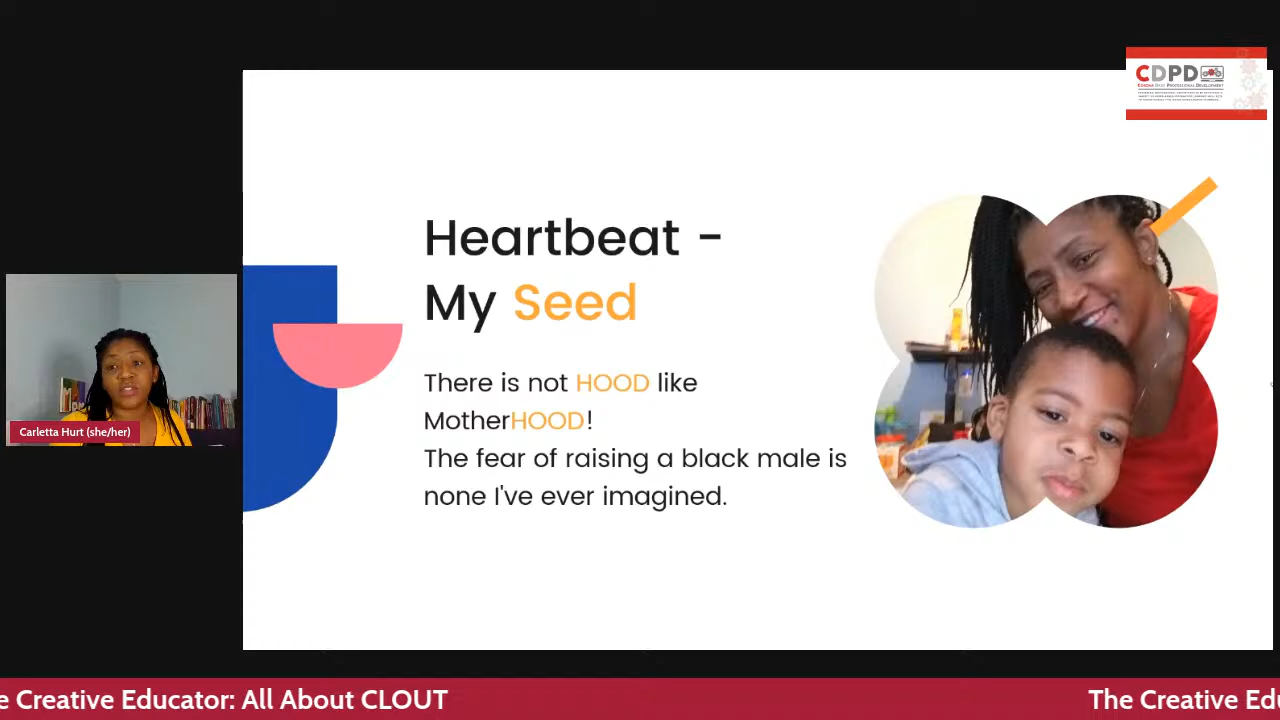 CDPD
Heartbeat -
My Seed
There is not HOOD like
MotherHOOD!
The fear of raising a black male is
none I've ever imagined.
Carletta Hurt (she/her)
e Creative Educator: All About CLOUT
The Creative Edu